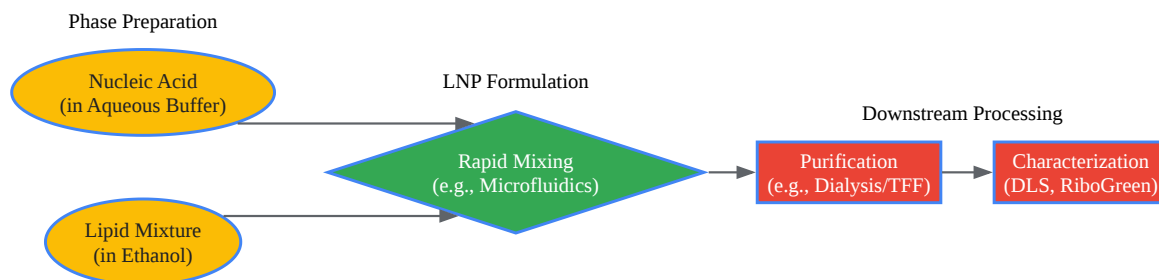 Phase Preparation
Nucleic Acid
(in Aqueous Buffer)
Lipid Mixture
(in Ethanol)
LNP Formulation
Rapid Mixing
(e.g., Microfluidics)
Downstream Processing
Purification
(e.g., Dialysis/TFF)
Characterization
(DLS, RiboGreen)